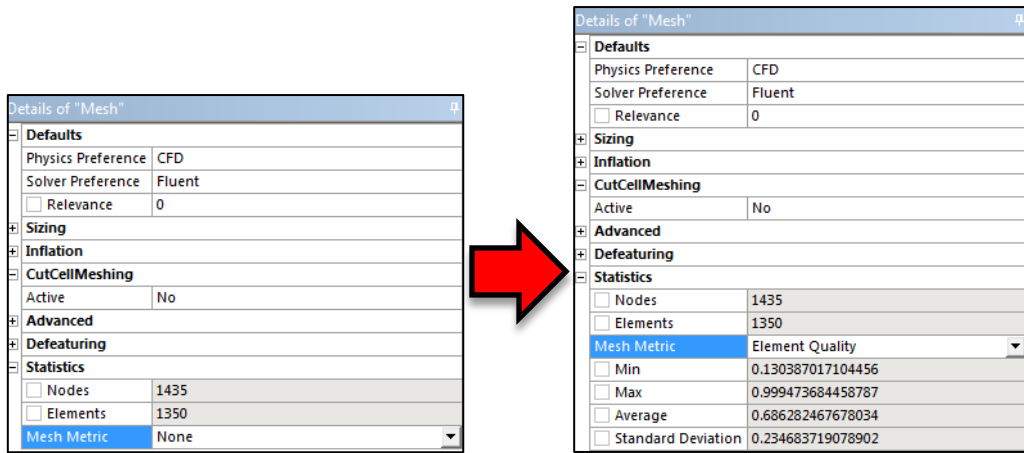 Details of "Mesh"
Defaults
Physics Preference CFD
Solver Preference Fluent
Relevance 0
Sizing
Inflation
CutCellMeshing
Active No
Advanced
Defeaturing
Statistics
Nodes 1435
Elements 1350
Mesh Metric None
Details of "Mesh"
Defaults
Physics Preference CFD
Solver Preference Fluent
Relevance 0
Sizing
Inflation
CutCellMeshing
Active No
Advanced
Defeaturing
Statistics
Nodes 1435
Elements 1350
Mesh Metric Element Quality
Min 0.130387017104456
Max 0.999473684458787
Average 0.686282467678034
Standard Deviation 0.234683719078902